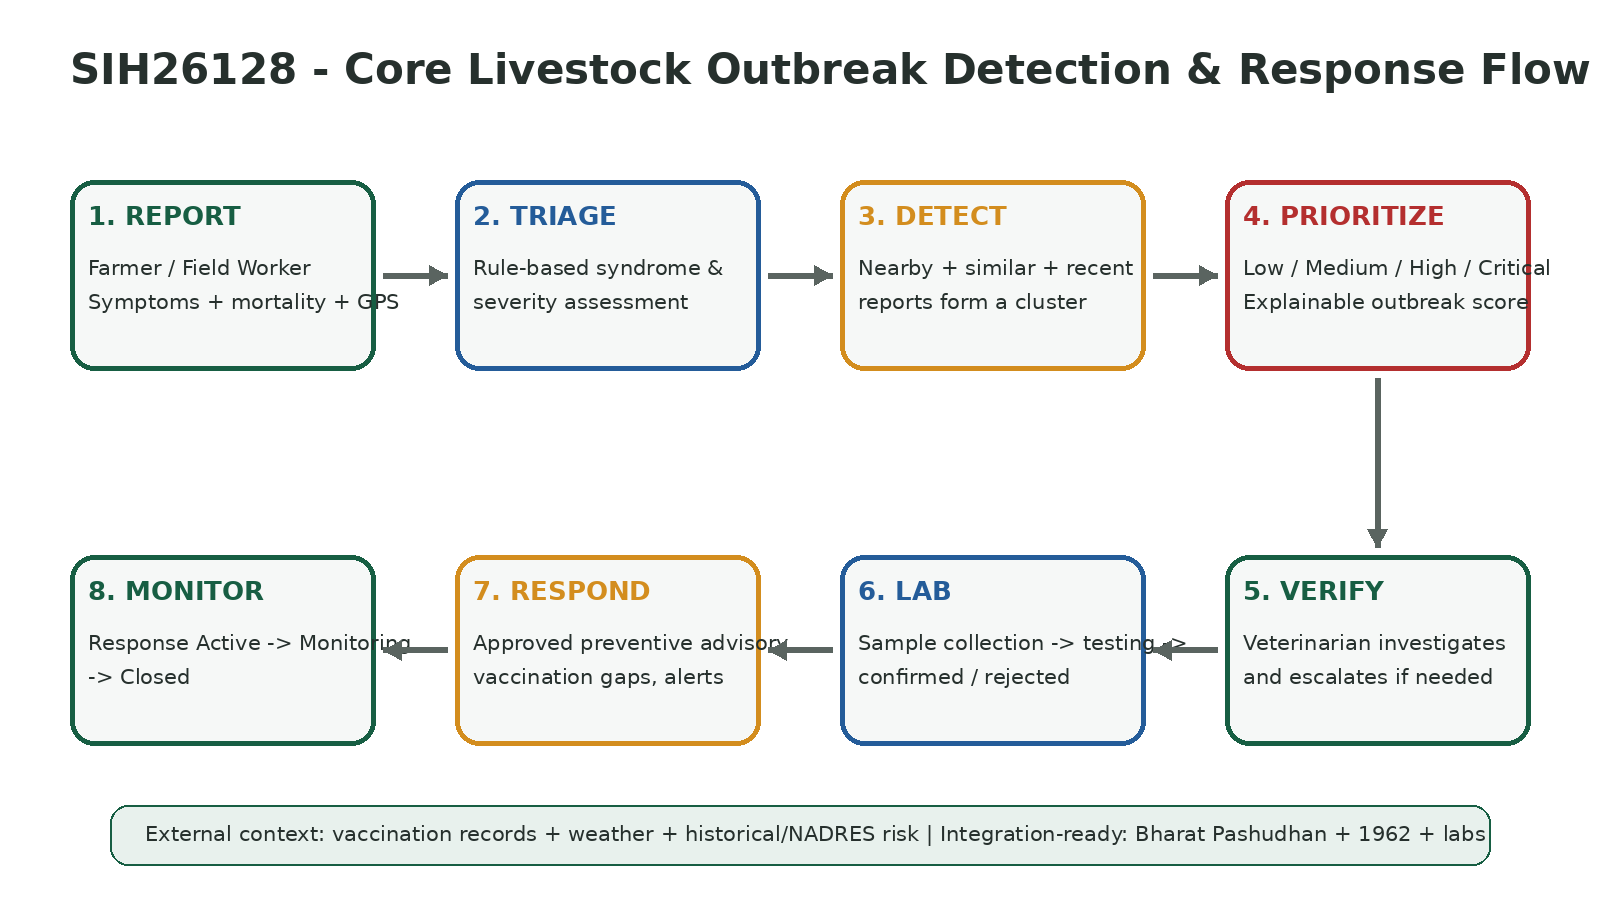 SIH26128 - Core Livestock Outbreak Detection & Response Flow
1. REPORT
Farmer / Field Worker
Symptoms + mortality + GPS
2. TRIAGE
Rule-based syndrome &
severity assessment
3. DETECT
Nearby + similar + recent
reports form a cluster
4. PRIORITIZE
Low / Medium / High / Critical
Explainable outbreak score
5. VERIFY
Veterinarian investigates
and escalates if needed
6. LAB
Sample collection -> testing ->
confirmed / rejected
7. RESPOND
Approved preventive advisory,
vaccination gaps, alerts
8. MONITOR
Response Active -> Monitoring
-> Closed
External context: vaccination records + weather + historical/NADRES risk | Integration-ready: Bharat Pashudhan + 1962 + labs